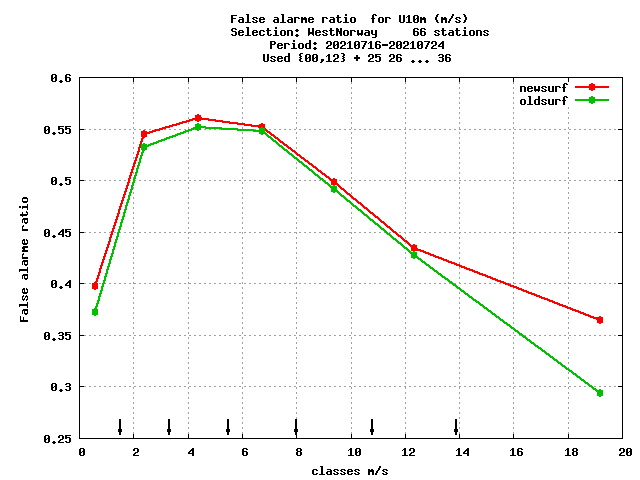 False alarme ratio  for U10m (m/s)
Selection: WestNorway     66 stations
Period: 20210716-20210724
Used {00,12} + 25 26 ... 36
newsurf
oldsurf
0.6
0.55
0.5
0.45
0.4
0.35
0.3
0.25
False alarme ratio
0 2 4 6 8 10 12 14 16 18 20
classes m/s